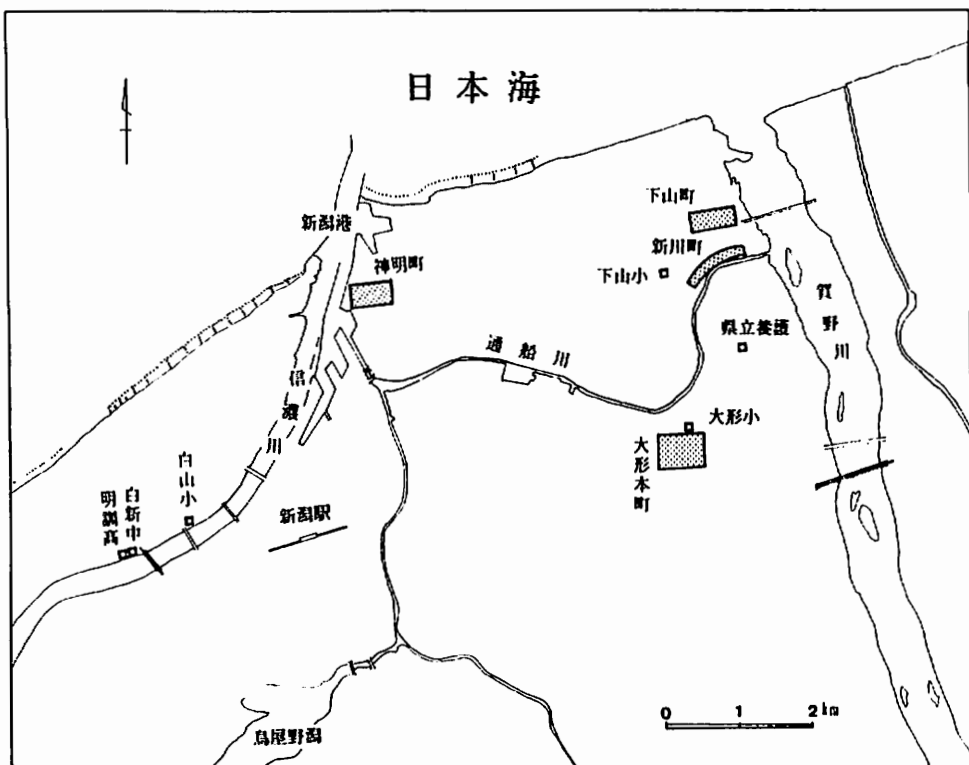 日本海
新潟港
神明町
下山町
新川町
下山小
県立養護
賀野川
通船川
大形小
大形本町
信濃川
白山小
白新中
明訓高
新潟駅
鳥屋野潟
0 1 2 km